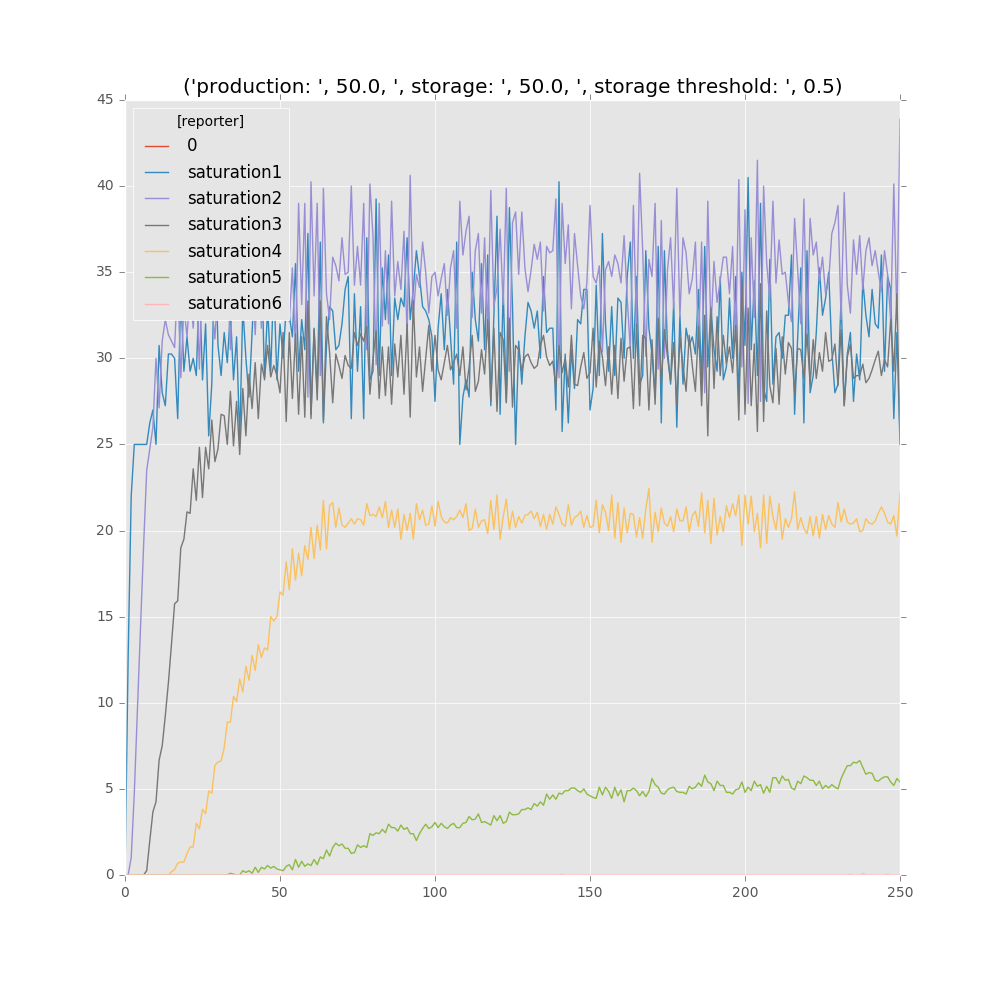 ('production: ', 50.0, ', storage: ', 50.0, ', storage threshold: ', 0.5)
45
40
35
30
25
20
15
10
5
0
[reporter]
0
saturation1
saturation2
saturation3
saturation4
saturation5
saturation6
0 50 100 150 200 250